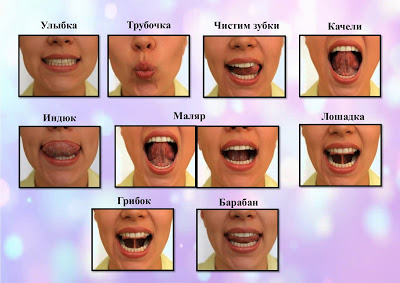 Улыбка
Трубочка
Чистим зубки
Качели
Индюк
Маляр
Лошадка
Грибок
Барабан